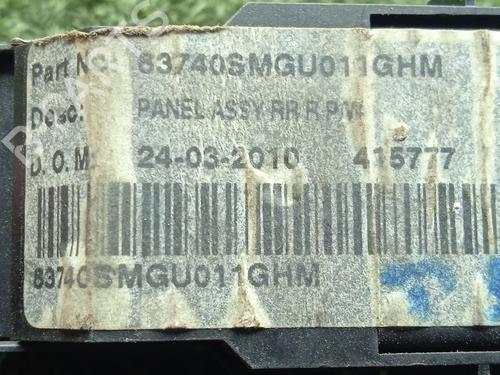 Part No. 83740SMGU011GHM
Desc. PANEL ASSY RR R P/W
D. O. M. 24-03-2010 415777
83740SMGU011GHM